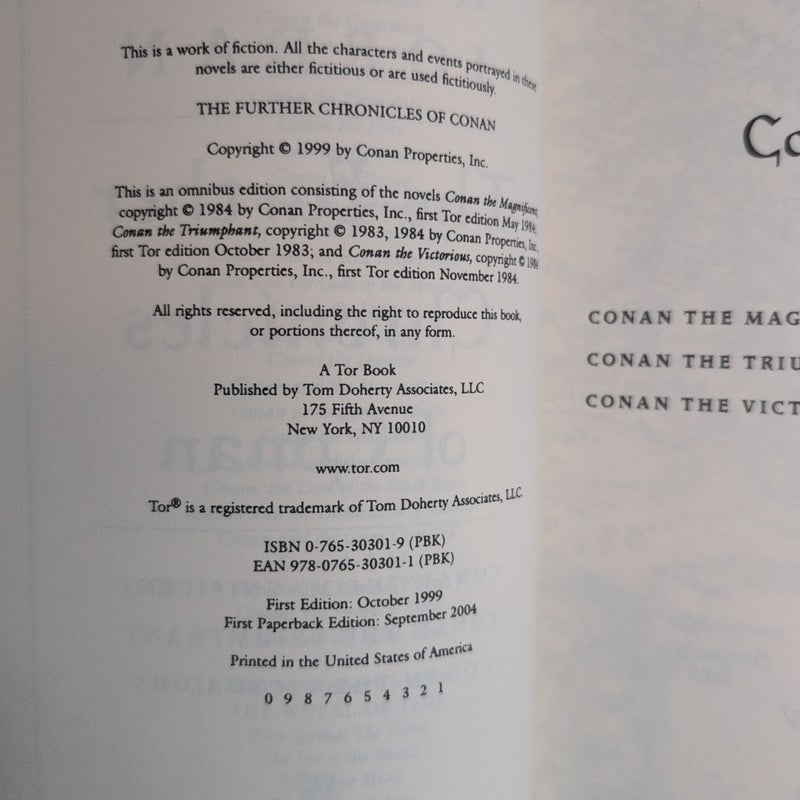 This is a work of fiction. All the characters and events portrayed in these
novels are either fictitious or are used fictitiously.
THE FURTHER CHRONICLES OF CONAN
Copyright © 1999 by Conan Properties, Inc.
This is an omnibus edition consisting of the novels Conan the Magnificent,
copyright © 1984 by Conan Properties, Inc., first Tor edition May 1984;
Conan the Triumphant, copyright © 1983, 1984 by Conan Properties, Inc.
first Tor edition October 1983; and Conan the Victorious, copyright © 1984
by Conan Properties, Inc., first Tor edition November 1984.
All rights reserved, including the right to reproduce this book,
or portions thereof, in any form.
A Tor Book
Published by Tom Doherty Associates, LLC
175 Fifth Avenue
New York, NY 10010
www.tor.com
Tor® is a registered trademark of Tom Doherty Associates, LLC.
ISBN 0-765-30301-9 (PBK)
EAN 978-0765-30301-1 (PBK)
First Edition: October 1999
First Paperback Edition: September 2004
Printed in the United States of America
0 9 8 7 6 5 4 3 2 1
Co
CONAN THE MAG
CONAN THE TRIU
CONAN THE VICT